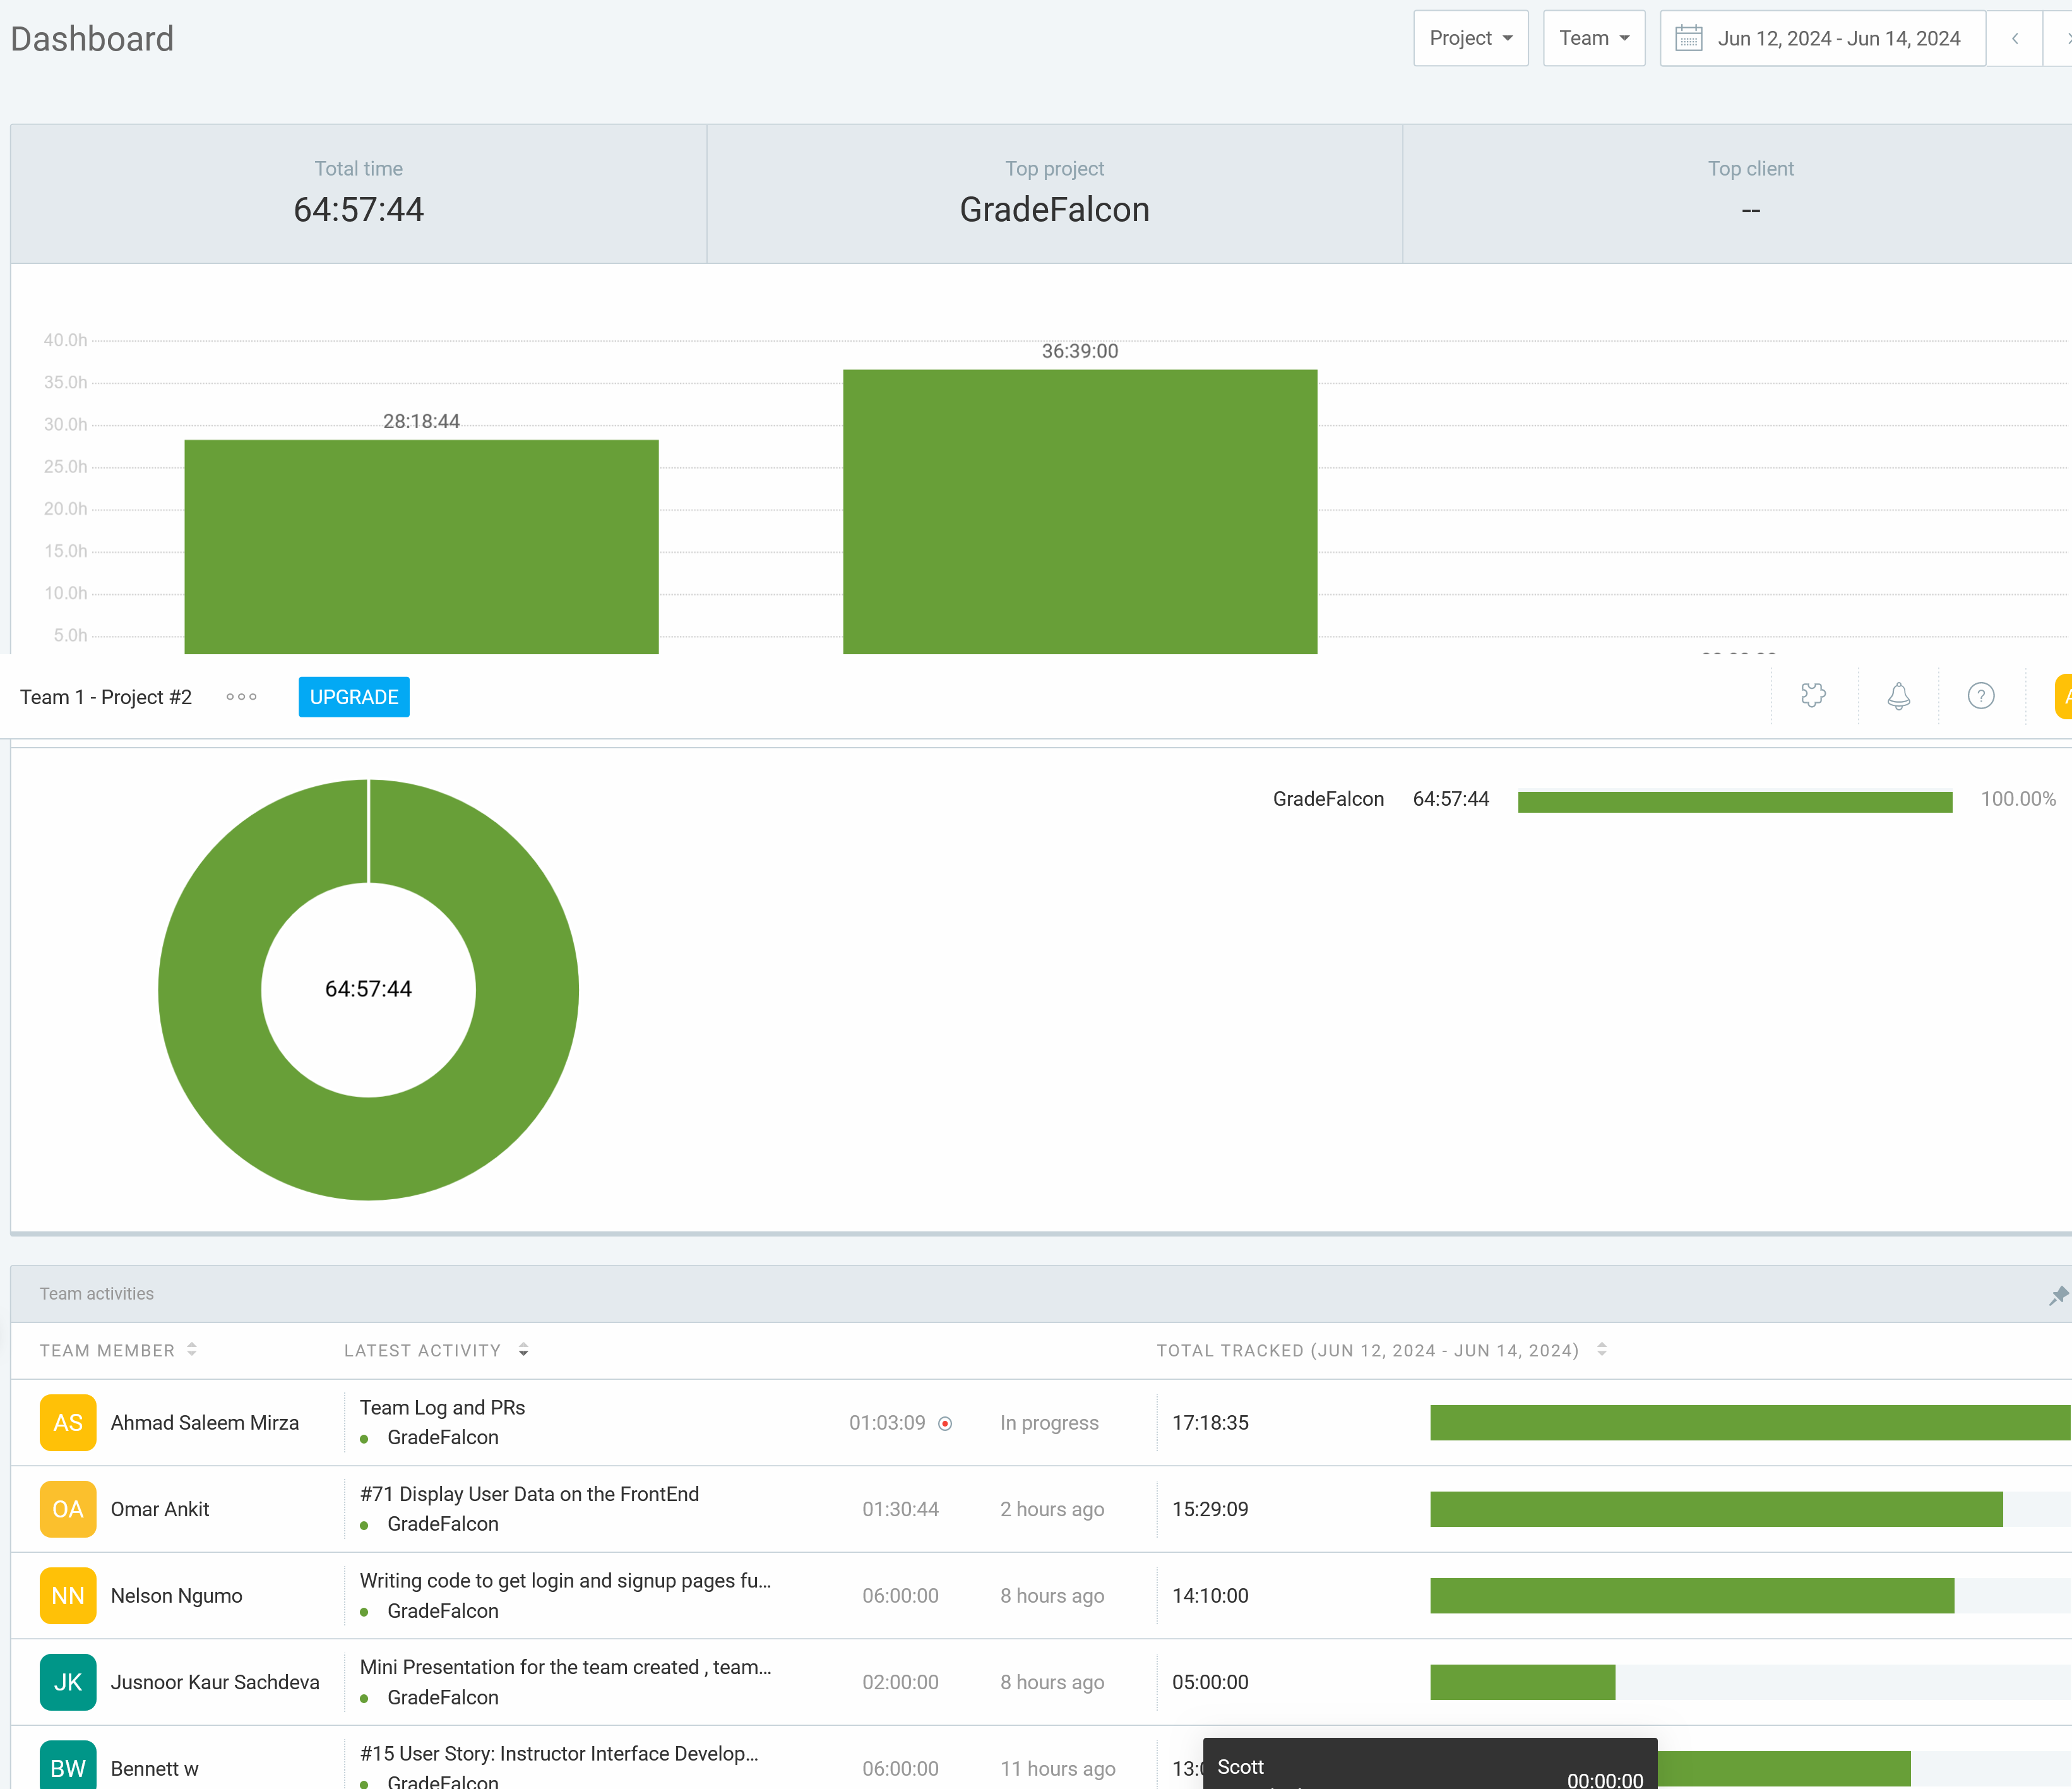 Dashboard
Project
Team
Jun 12, 2024 - Jun 14, 2024
Total time
64:57:44
Top project
GradeFalcon
Top client
--
40.0h
36:39:00
35.0h
30.0h
28:18:44
25.0h
20.0h
15.0h
10.0h
5.0h
Team 1 - Project #2
UPGRADE
GradeFalcon 64:57:44 100.00%
64:57:44
Team activities
TEAM MEMBER LATEST ACTIVITY TOTAL TRACKED (JUN 12, 2024 - JUN 14, 2024)
AS Ahmad Saleem Mirza
Team Log and PRs
GradeFalcon
01:03:09 In progress 17:18:35
OA Omar Ankit
#71 Display User Data on the FrontEnd
GradeFalcon
01:30:44 2 hours ago 15:29:09
NN Nelson Ngumo
Writing code to get login and signup pages fu...
GradeFalcon
06:00:00 8 hours ago 14:10:00
JK Jusnoor Kaur Sachdeva
Mini Presentation for the team created , team...
GradeFalcon
02:00:00 8 hours ago 05:00:00
BW Bennett w
#15 User Story: Instructor Interface Develop...
GradeFalcon
06:00:00 11 hours ago
Scott
00:00:00